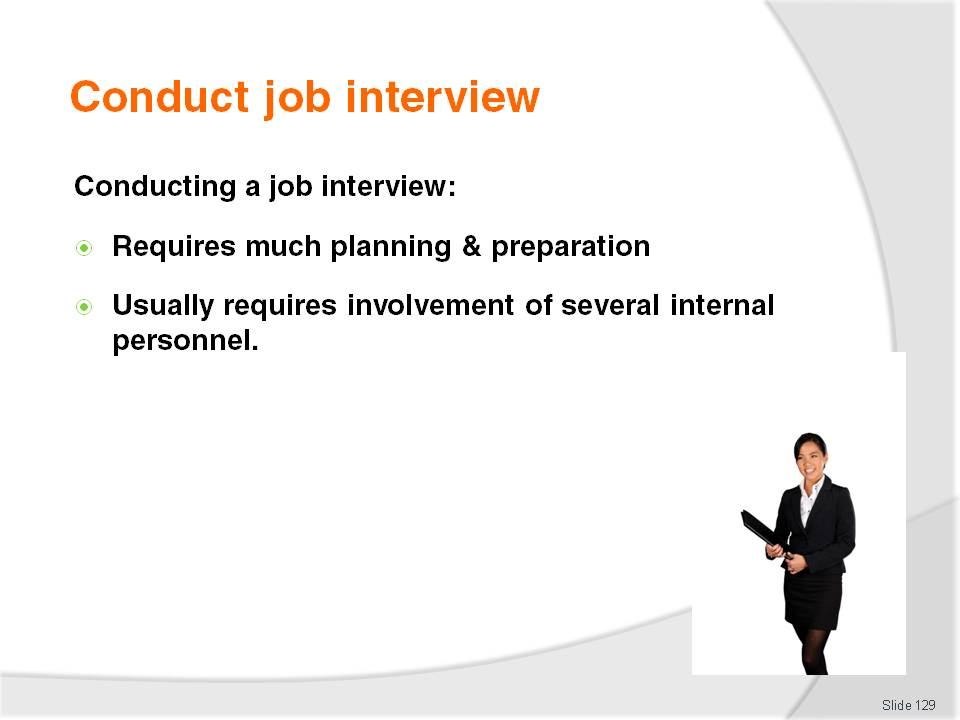 Conduct job interview
Conducting a job interview:
Requires much planning & preparation
Usually requires involvement of several internal
personnel.
Slide 129